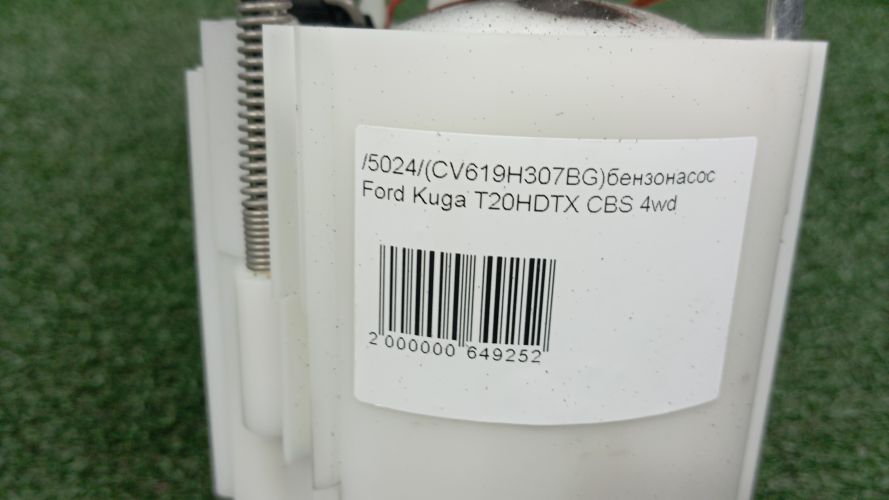 /5024/(CV619H307BG)бензонасос
Ford Kuga T20HDTX CBS 4wd
2 000000 649252